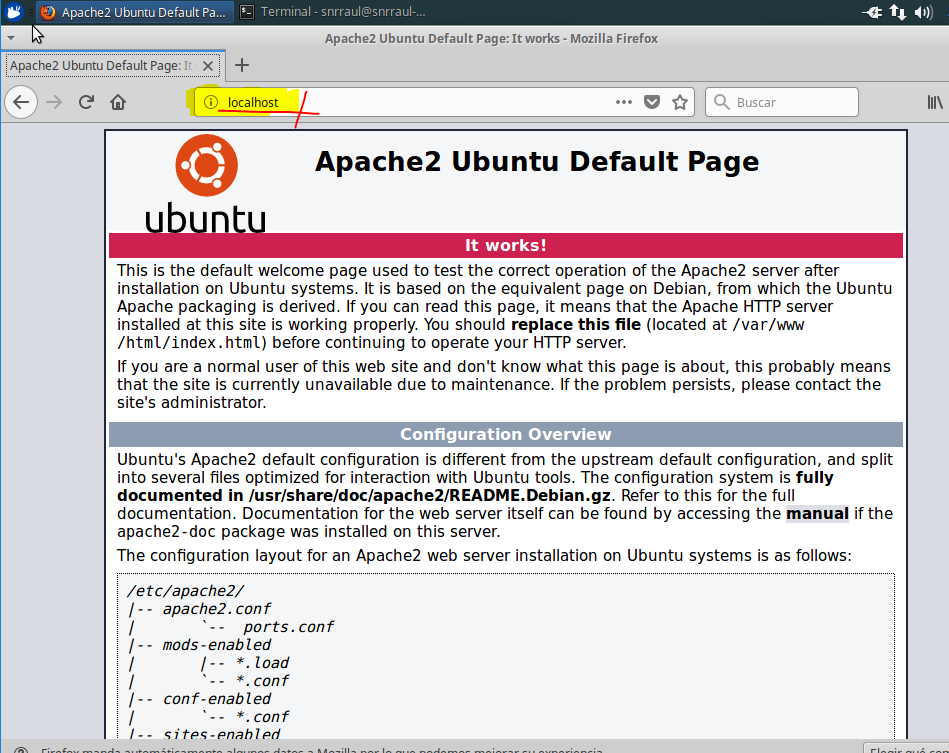 Apache2 Ubuntu Default Pa... Terminal - snrraul@snrraul-...
Apache2 Ubuntu Default Page: It works - Mozilla Firefox
Apache2 Ubuntu Default Page: It
localhost Buscar
Apache2 Ubuntu Default Page
ubuntu
It works!
This is the default welcome page used to test the correct operation of the Apache2 server after
installation on Ubuntu systems. It is based on the equivalent page on Debian, from which the Ubuntu
Apache packaging is derived. If you can read this page, it means that the Apache HTTP server
installed at this site is working properly. You should replace this file (located at /var/www
/html/index.html) before continuing to operate your HTTP server.
If you are a normal user of this web site and don't know what this page is about, this probably means
that the site is currently unavailable due to maintenance. If the problem persists, please contact the
site's administrator.
Configuration Overview
Ubuntu's Apache2 default configuration is different from the upstream default configuration, and split
into several files optimized for interaction with Ubuntu tools. The configuration system is fully
documented in /usr/share/doc/apache2/README.Debian.gz. Refer to this for the full
documentation. Documentation for the web server itself can be found by accessing the manual if the
apache2-doc package was installed on this server.
The configuration layout for an Apache2 web server installation on Ubuntu systems is as follows:
/etc/apache2/
|-- apache2.conf
|       `--  ports.conf
|-- mods-enabled
|       |-- *.load
|       `-- *.conf
|-- conf-enabled
|       `-- *.conf
|-- sites-enabled
Firefox manda automáticamente algunos datos a Mozilla por lo que podemos mejorar su experiencia. Elegir qué com